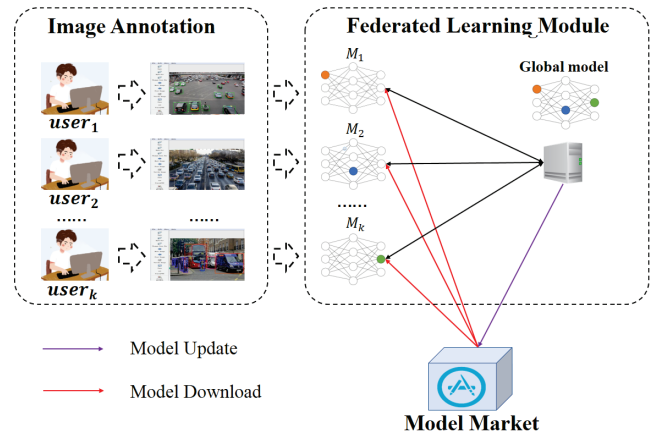 Image Annotation
Federated Learning Module
M₁
Global model
user₁
M₂
user₂
......
......
......
Mₖ
userₖ
Model Update
Model Download
Model Market